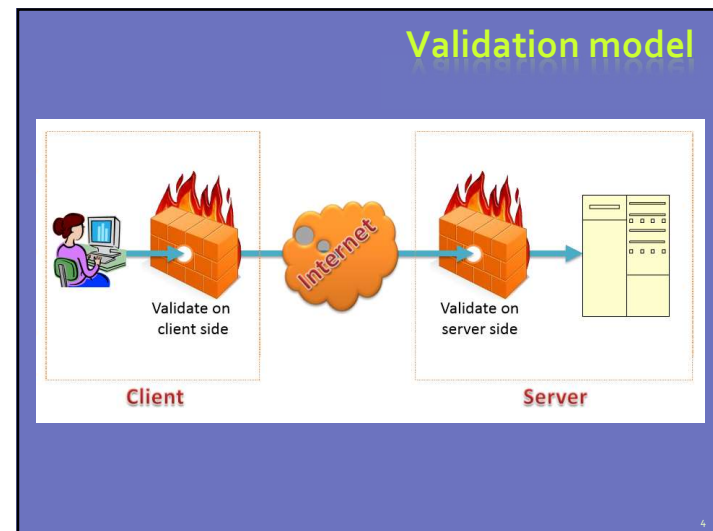 Validation model
Internet
Validate on
client side
Validate on
server side
Client
Server
4